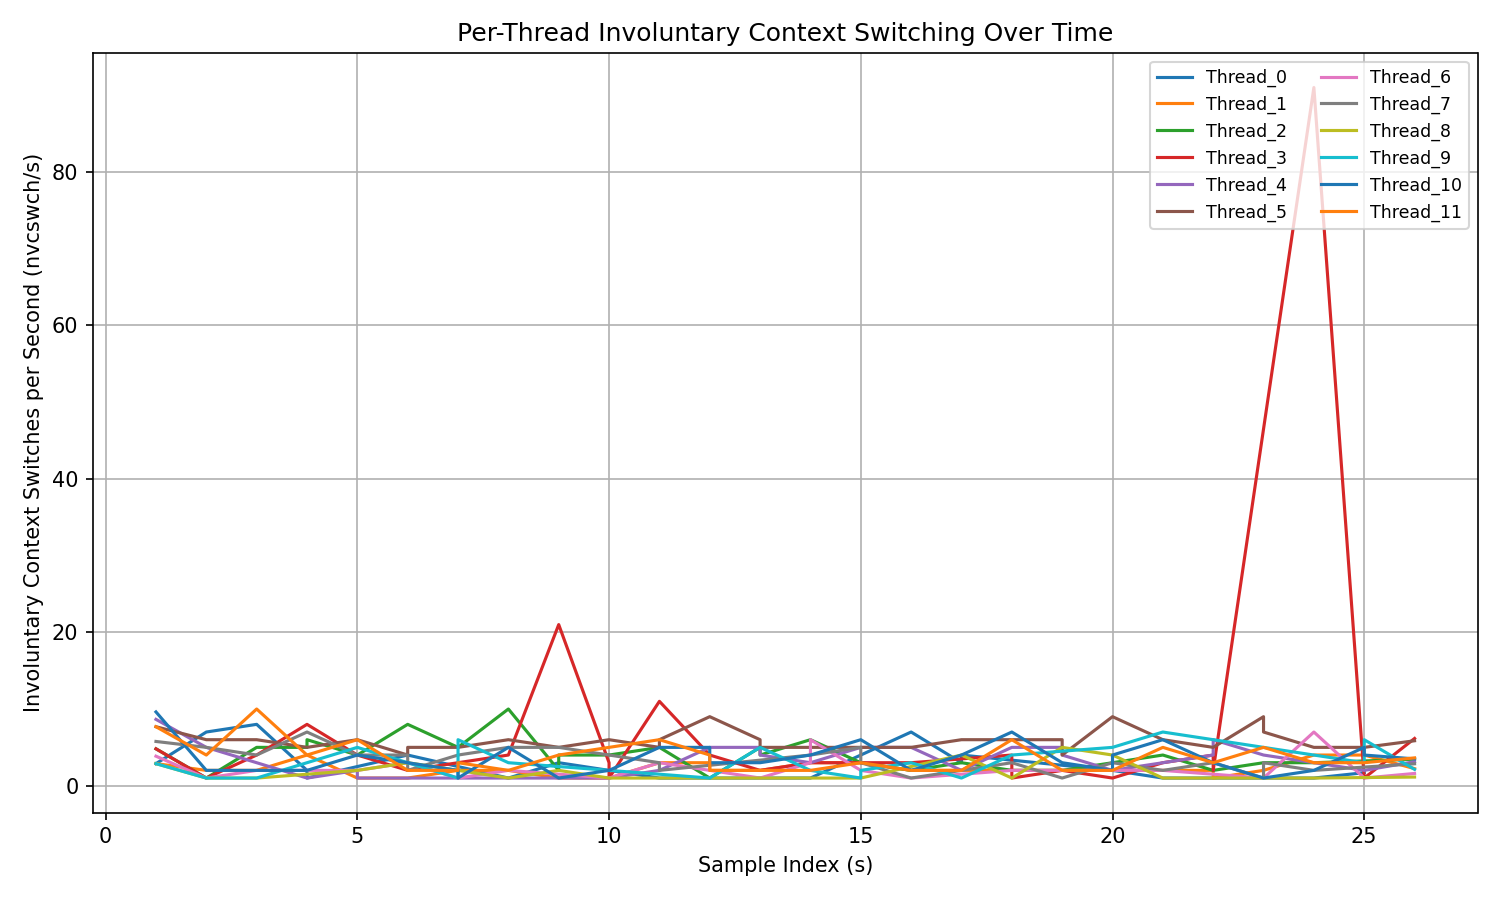 Per-Thread Involuntary Context Switching Over Time
Involuntary Context Switches per Second (nvcswch/s)
80
60
40
20
0
Thread_0
Thread_1
Thread_2
Thread_3
Thread_4
Thread_5
Thread_6
Thread_7
Thread_8
Thread_9
Thread_10
Thread_11
0 5 10 15 20 25
Sample Index (s)